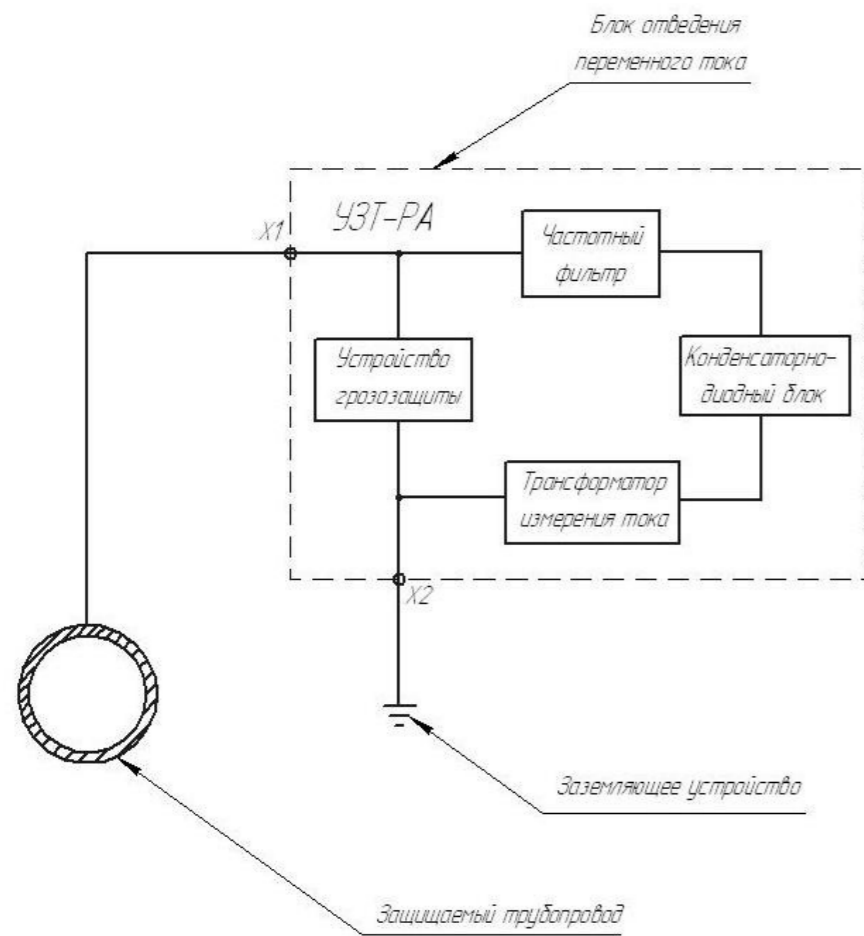 Блок отведения
переменного тока
X1
УЗТ-РА
Частотный
фильтр
Устройство
грозозащиты
Конденсаторно-
диодный блок
Трансформатор
измерения тока
X2
Заземляющее устройство
Защищаемый трубопровод